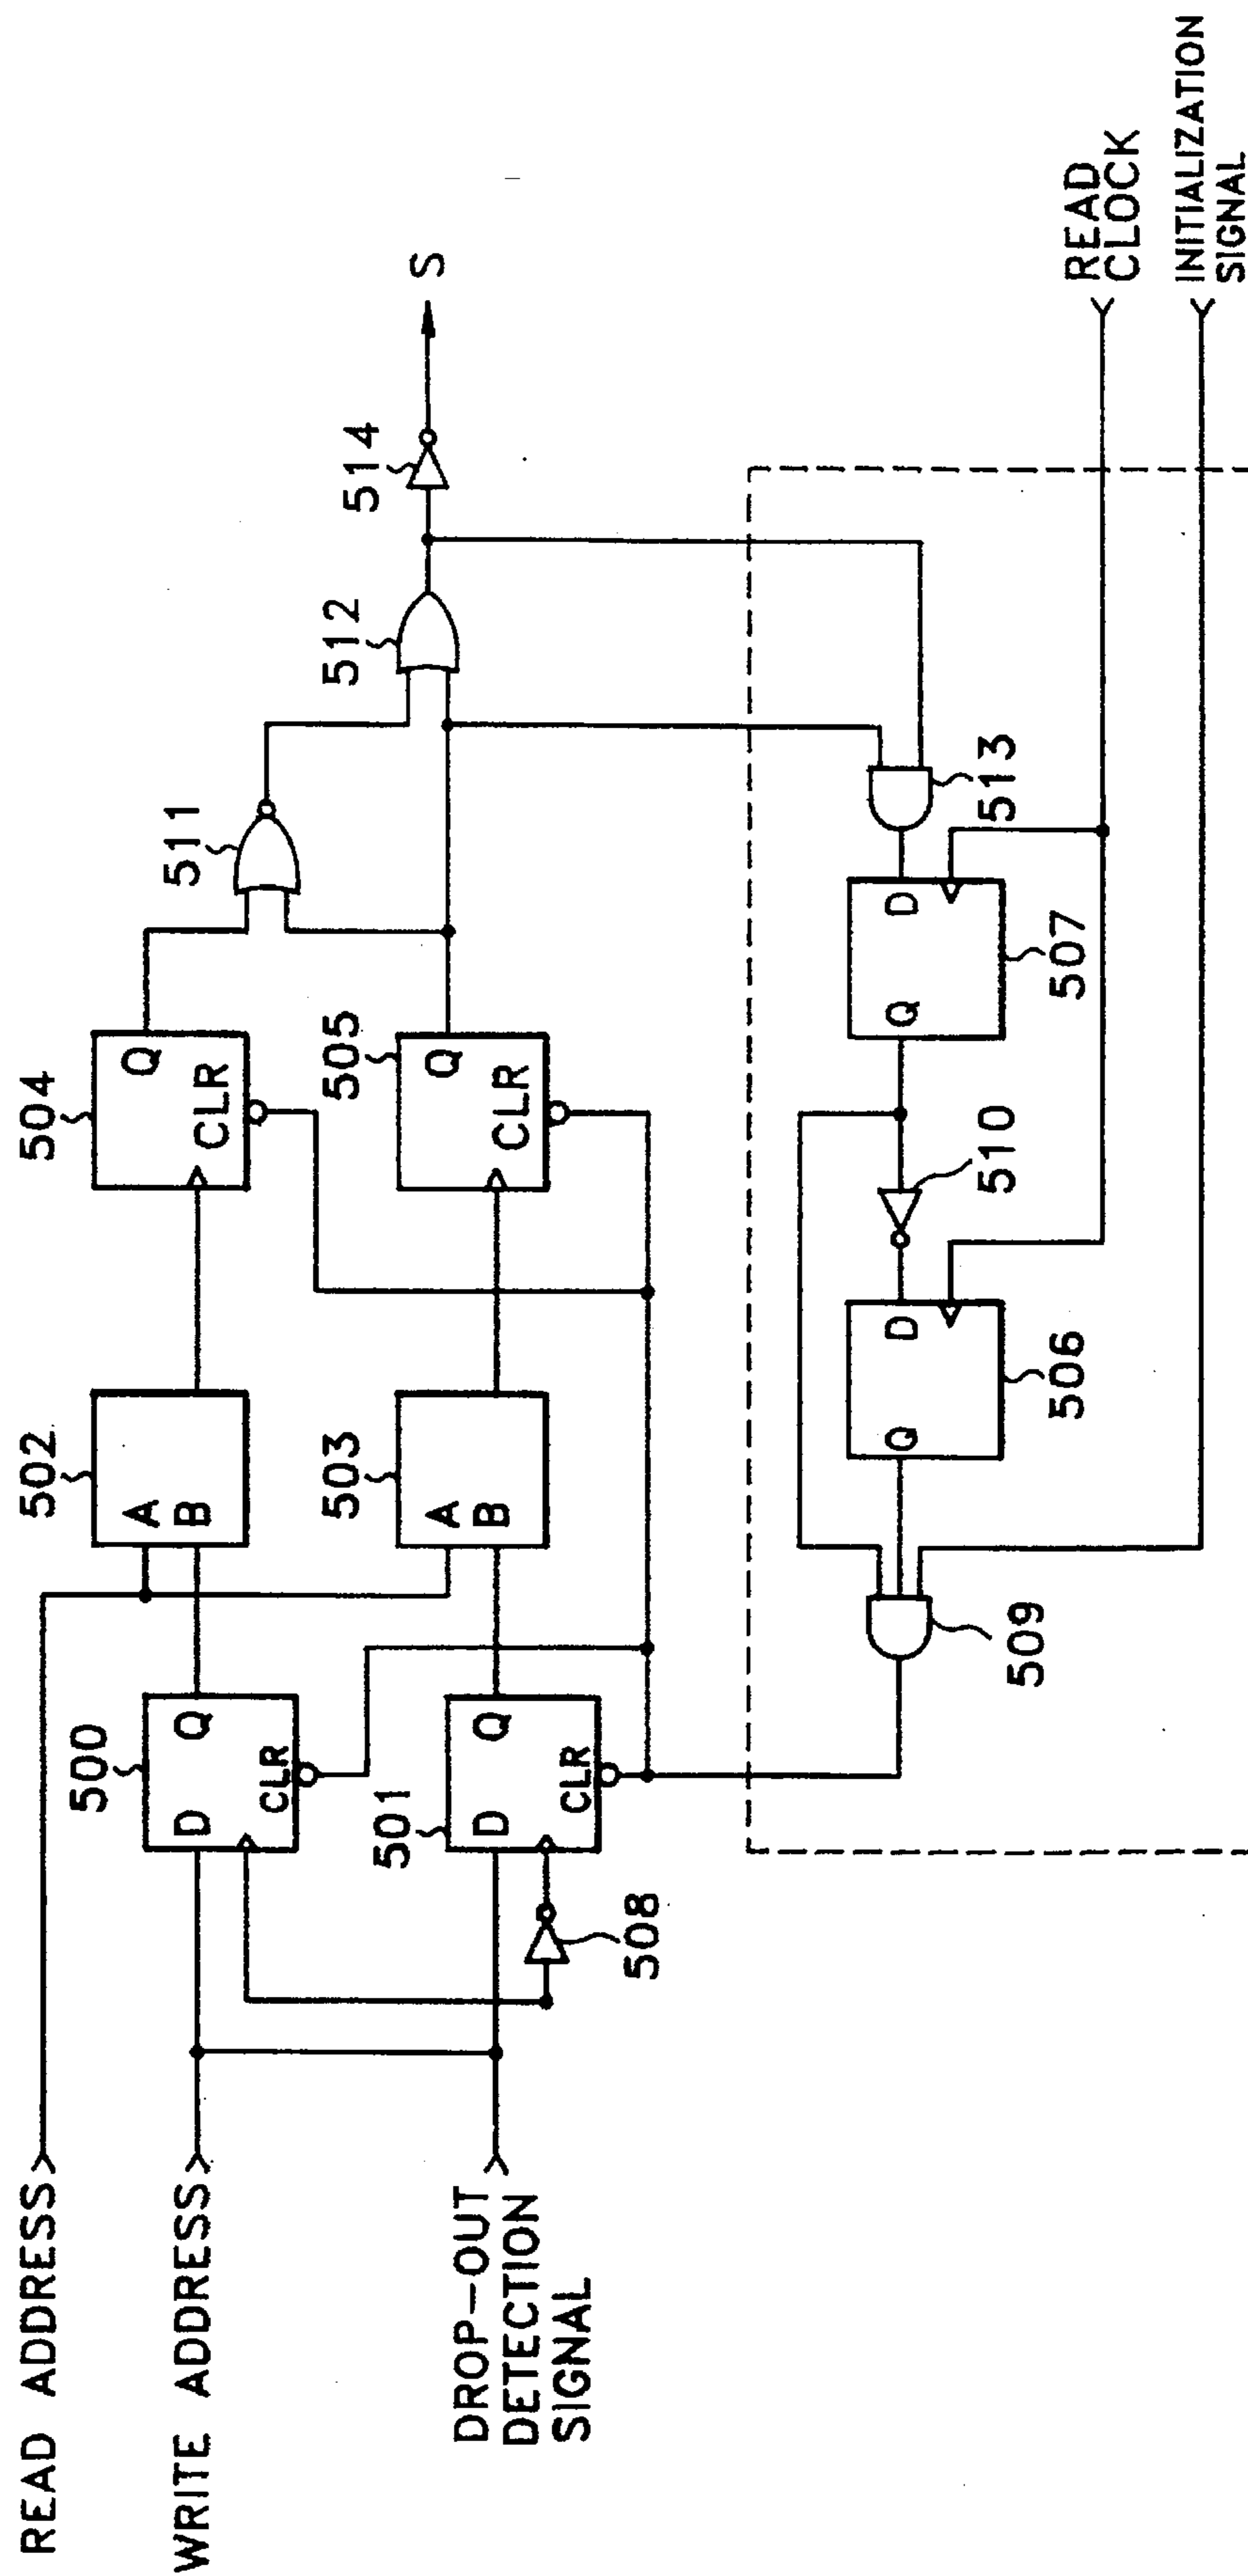 READ ADDRESS
WRITE ADDRESS
DROP-OUT
DETECTION
SIGNAL
500
D
Q
CLR
501
D
Q
CLR
508
502
A
B
503
A
B
504
Q
CLR
505
Q
CLR
511
512
514
S
509
506
Q
D
510
507
Q
D
513
READ
CLOCK
INITIALIZATION
SIGNAL